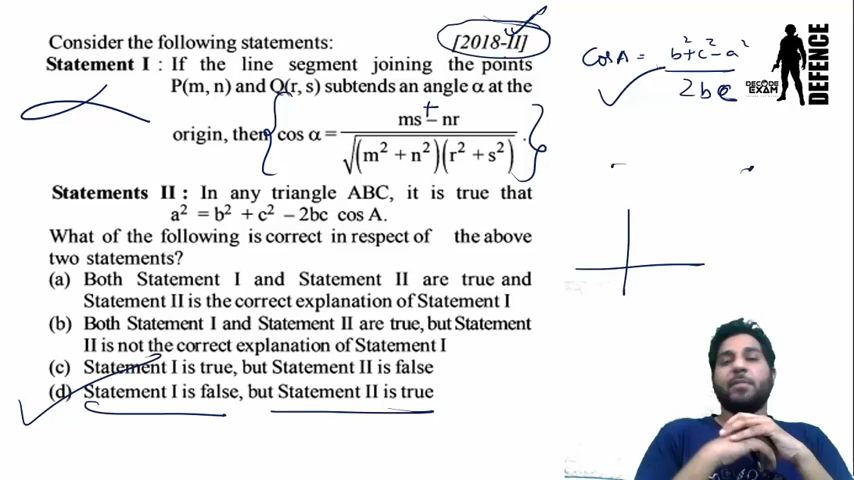 Consider the following statements:
[2018-II]
Statement I : If the line segment joining the points
P(m, n) and Q(r, s) subtends an angle α at the
origin, then cos α = (ms − nr) / √((m² + n²)(r² + s²)) .
+
Statements II : In any triangle ABC, it is true that
a² = b² + c² − 2bc cos A.
What of the following is correct in respect of the above
two statements?
(a) Both Statement I and Statement II are true and
Statement II is the correct explanation of Statement I
(b) Both Statement I and Statement II are true, but Statement
II is not the correct explanation of Statement I
(c) Statement I is true, but Statement II is false
(d) Statement I is false, but Statement II is true
Cos A = (b² + c² − a²) / 2bc
DECODE
EXAM
DEFENCE